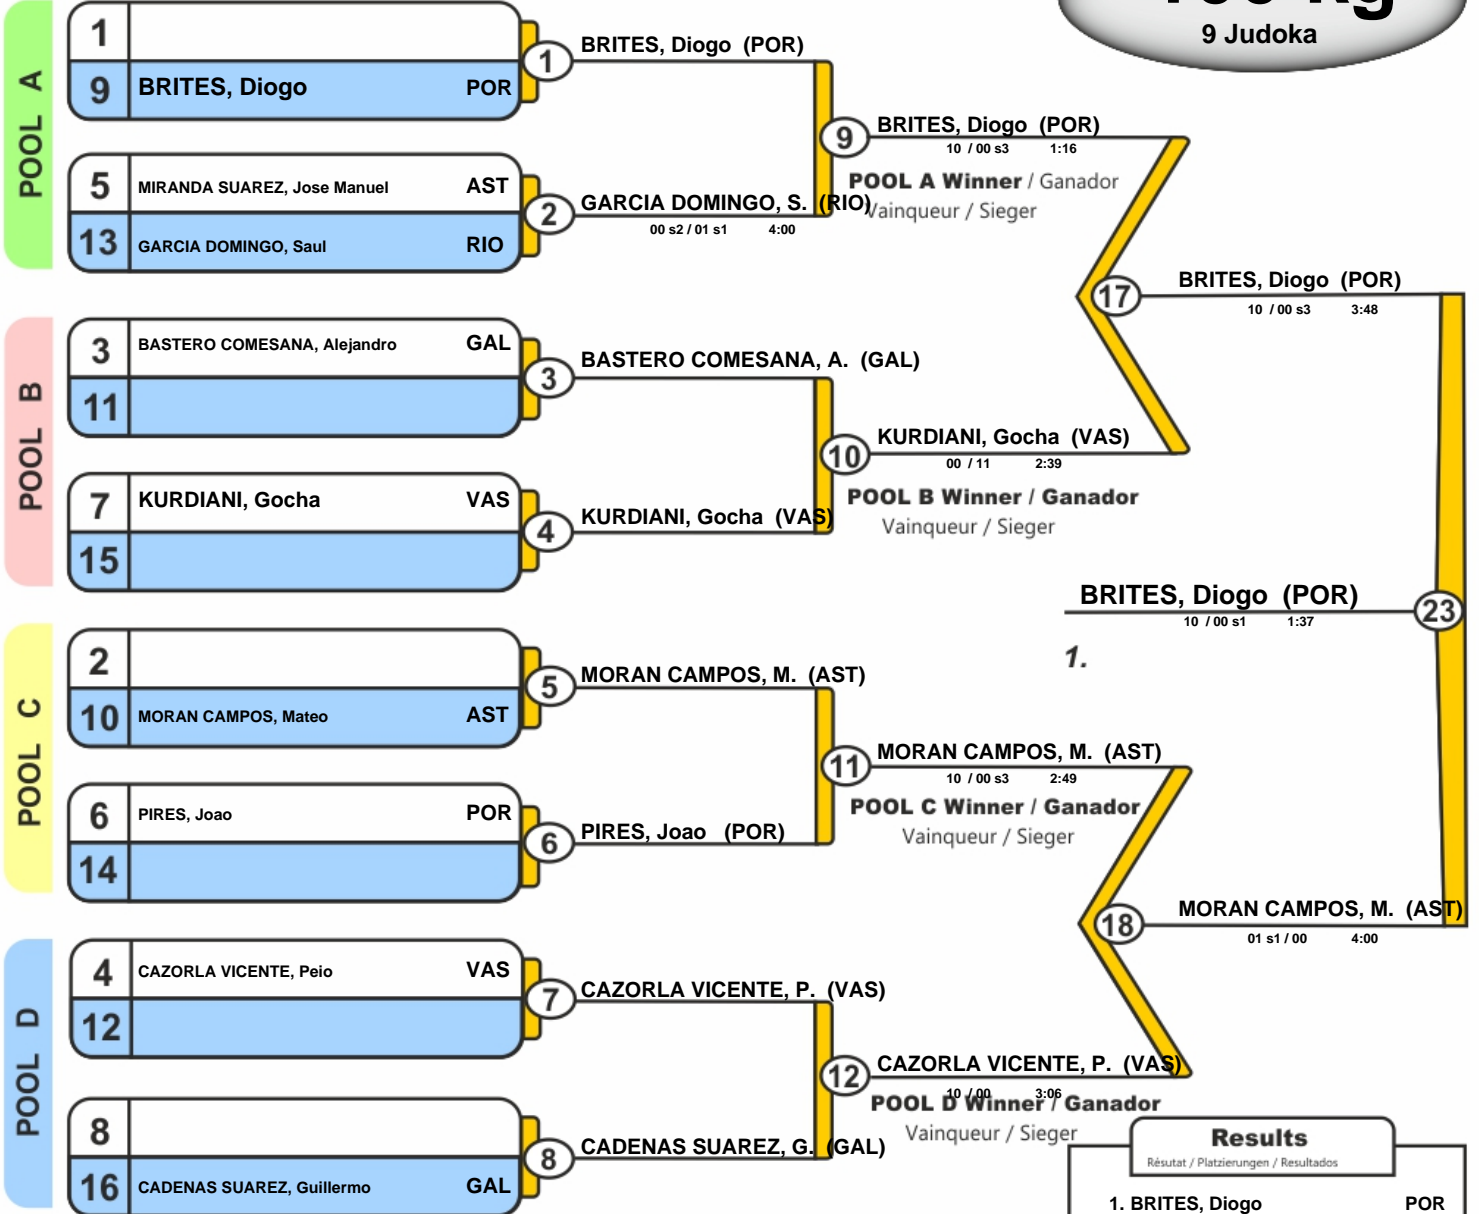 100 kg
9 Judoka
POOL A
1
9 BRITES, Diogo POR
5 MIRANDA SUAREZ, Jose Manuel AST
13 GARCIA DOMINGO, Saul RIO
1 BRITES, Diogo (POR)
2 GARCIA DOMINGO, S. (RIO)
00 s2 / 01 s1 4:00
9 BRITES, Diogo (POR)
10 / 00 s3 1:16
POOL A Winner / Ganador
Vainqueur / Sieger
POOL B
3 BASTERO COMESANA, Alejandro GAL
11
7 KURDIANI, Gocha VAS
15
3 BASTERO COMESANA, A. (GAL)
4 KURDIANI, Gocha (VAS)
10 KURDIANI, Gocha (VAS)
00 / 11 2:39
POOL B Winner / Ganador
Vainqueur / Sieger
17 BRITES, Diogo (POR)
10 / 00 s3 3:48
BRITES, Diogo (POR) 23
10 / 00 s1 1:37
1.
POOL C
2
10 MORAN CAMPOS, Mateo AST
6 PIRES, Joao POR
14
5 MORAN CAMPOS, M. (AST)
6 PIRES, Joao (POR)
11 MORAN CAMPOS, M. (AST)
10 / 00 s3 2:49
POOL C Winner / Ganador
Vainqueur / Sieger
18 MORAN CAMPOS, M. (AST)
01 s1 / 00 4:00
POOL D
4 CAZORLA VICENTE, Peio VAS
12
8
16 CADENAS SUAREZ, Guillermo GAL
7 CAZORLA VICENTE, P. (VAS)
8 CADENAS SUAREZ, G. (GAL)
12 CAZORLA VICENTE, P. (VAS)
10 / 00 3:06
POOL D Winner / Ganador
Vainqueur / Sieger
Results
Résutat / Platzierungen / Resultados
1. BRITES, Diogo POR